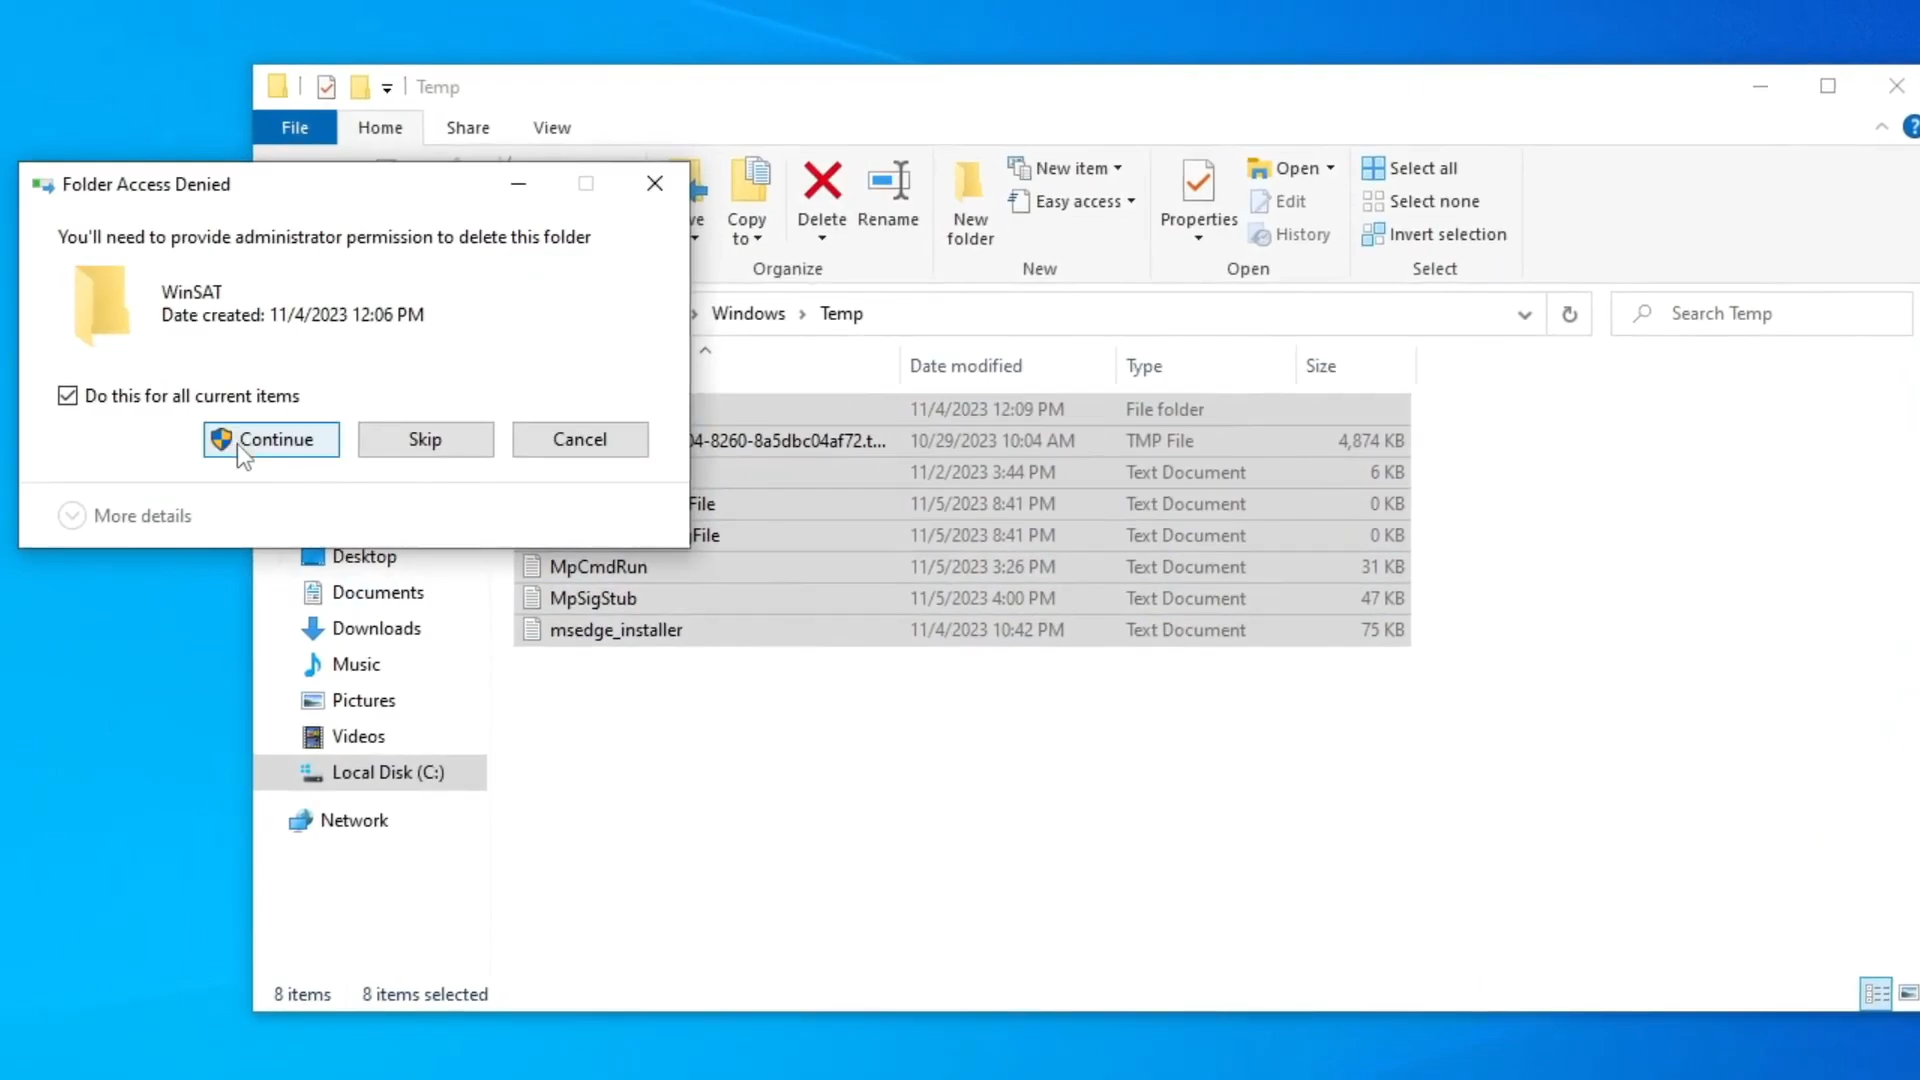 Temp
File
Home
Share
View
Folder Access Denied
You'll need to provide administrator permission to delete this folder
WinSAT
Date created: 11/4/2023 12:06 PM
Do this for all current items
Continue
Skip
Cancel
More details
Copy to
Delete
Rename
Organize
New folder
New item
Easy access
New
Properties
Open
Edit
History
Open
Select all
Select none
Invert selection
Select
Windows
Temp
Search Temp
Date modified
Type
Size
11/4/2023 12:09 PM File folder
04-8260-8a5dbc04af72.t... 10/29/2023 10:04 AM TMP File 4,874 KB
11/2/2023 3:44 PM Text Document 6 KB
File 11/5/2023 8:41 PM Text Document 0 KB
File 11/5/2023 8:41 PM Text Document 0 KB
MpCmdRun 11/5/2023 3:26 PM Text Document 31 KB
MpSigStub 11/5/2023 4:00 PM Text Document 47 KB
msedge_installer 11/4/2023 10:42 PM Text Document 75 KB
Desktop
Documents
Downloads
Music
Pictures
Videos
Local Disk (C:)
Network
8 items
8 items selected